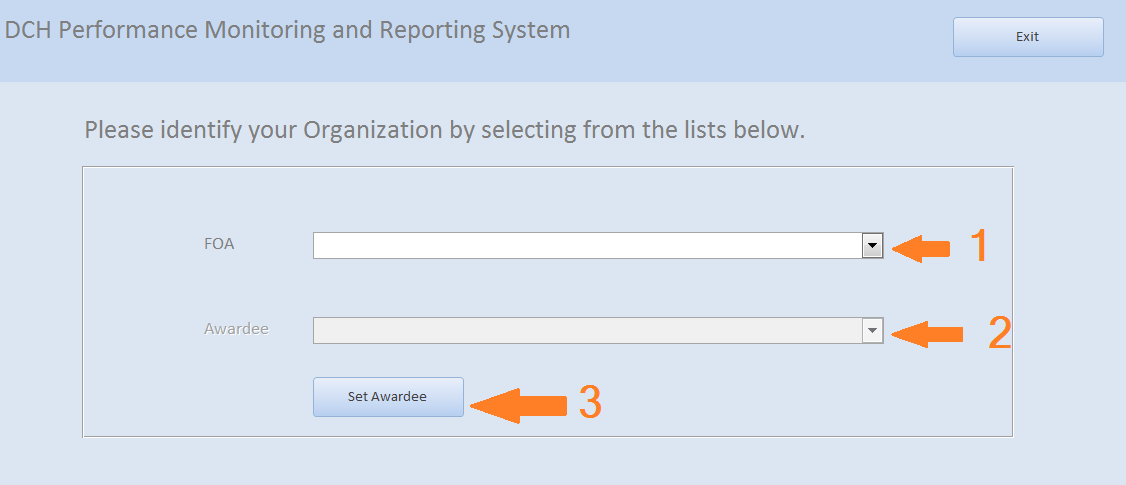 DCH Performance Monitoring and Reporting System
Exit
Please identify your Organization by selecting from the lists below.
FOA
1
Awardee
2
Set Awardee
3